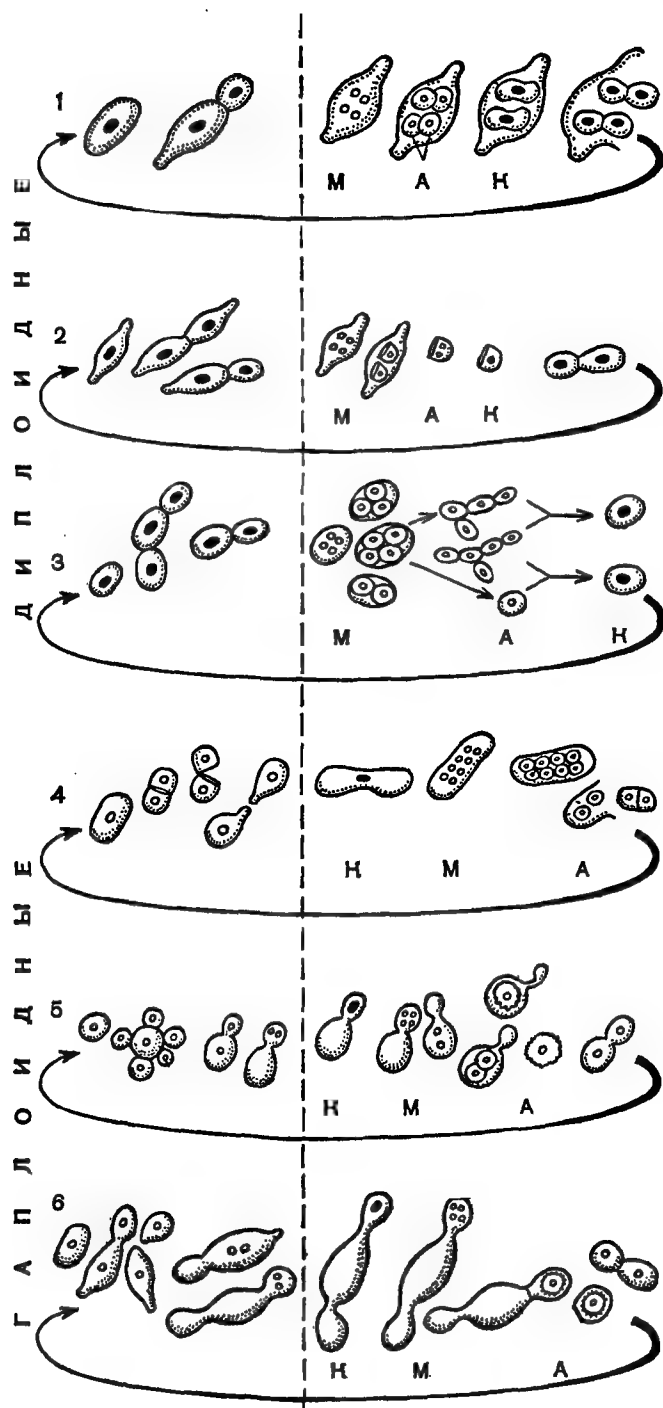 ДИПЛОИДНЫЕ
1
М А Н
2
М А Н
3
М А Н
ГАПЛОИДНЫЕ
4
Н М А
5
Н М А
6
Н М А